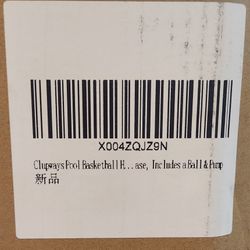 X004ZQJZ9N
Clupways Pool Basketball H...ase, Includes a Ball & Pump
新品